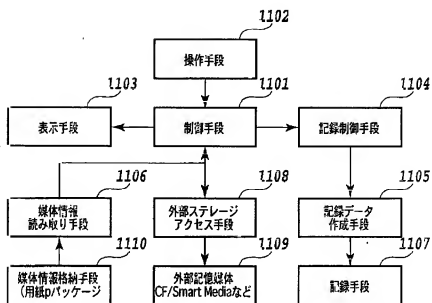 1102
操作手段
1103
1101
1104
表示手段
制御手段
記録制御手段
1106
1108
1105
媒体情報
読み取り手段
外部ステレージ
アクセス手段
記録データ
作成手段
1110
1109
1107
媒体情報格納手段
(用紙pパッケージ
外部記憶媒体
CF/Smart Mediaなど
記録手段